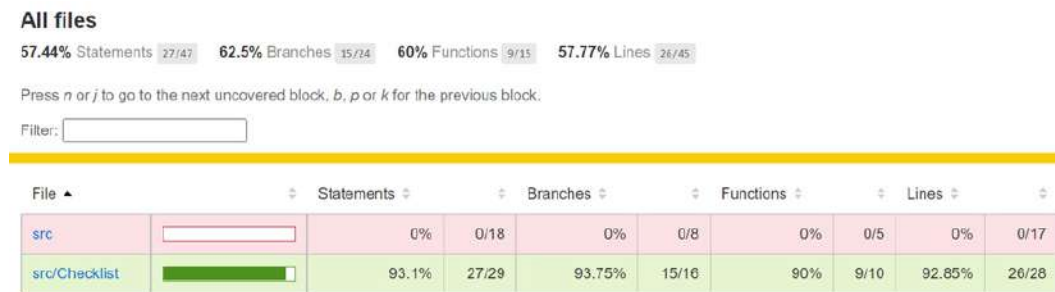 All files
57.44% Statements 27/47 62.5% Branches 15/24 60% Functions 9/15 57.77% Lines 26/45
Press n or j to go to the next uncovered block, b, p or k for the previous block.
Filter:
File Statements Branches Functions Lines
src 0% 0/18 0% 0/8 0% 0/5 0% 0/17
src/Checklist 93.1% 27/29 93.75% 15/16 90% 9/10 92.85% 26/28